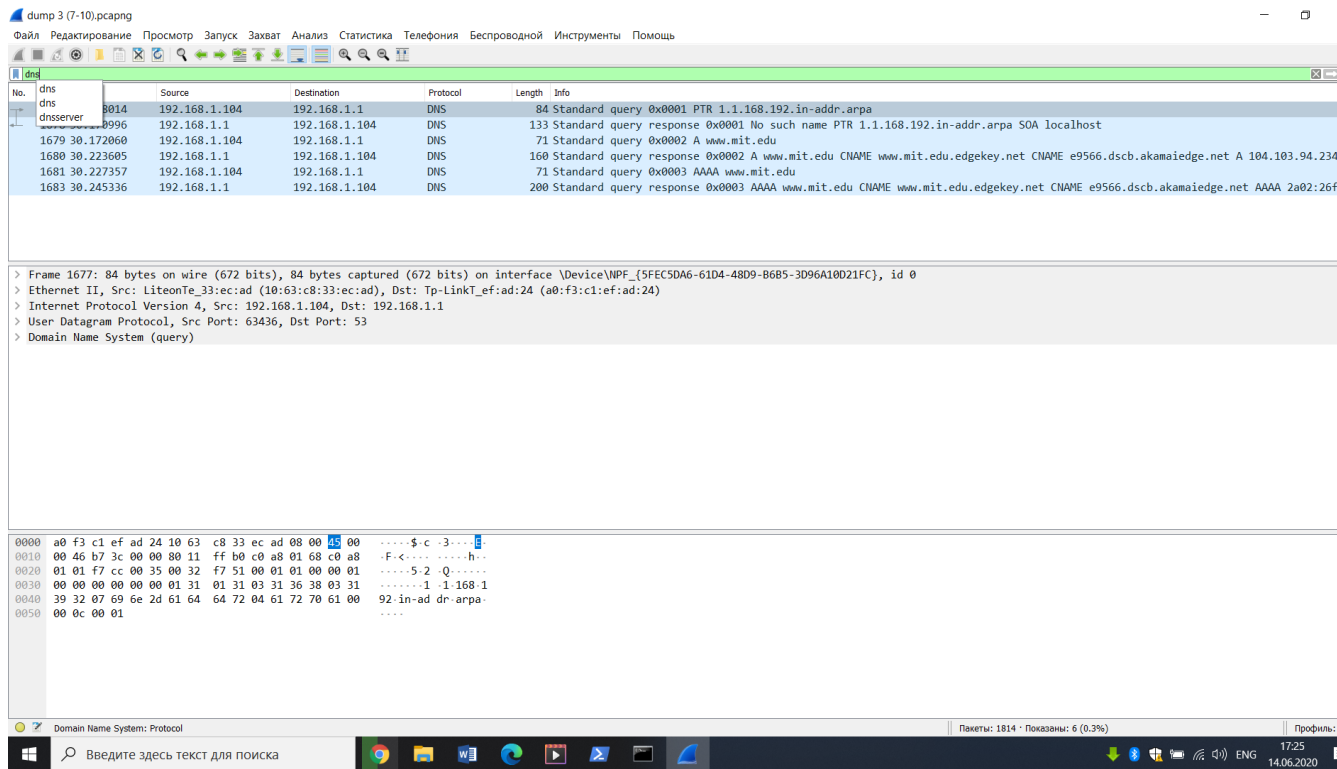 dump 3 (7-10).pcapng
Файл Редактирование Просмотр Запуск Захват Анализ Статистика Телефония Беспроводной Инструменты Помощь
dns
No. Source Destination Protocol Length Info
dns
dns
dnsserver
8014 192.168.1.104 192.168.1.1 DNS 84 Standard query 0x0001 PTR 1.1.168.192.in-addr.arpa
192.168.1.1 192.168.1.104 DNS 133 Standard query response 0x0001 No such name PTR 1.1.168.192.in-addr.arpa SOA localhost
1679 30.172060 192.168.1.104 192.168.1.1 DNS 71 Standard query 0x0002 A www.mit.edu
1680 30.223605 192.168.1.1 192.168.1.104 DNS 160 Standard query response 0x0002 A www.mit.edu CNAME www.mit.edu.edgekey.net CNAME e9566.dscb.akamaiedge.net A 104.103.94.234
1681 30.227357 192.168.1.104 192.168.1.1 DNS 71 Standard query 0x0003 AAAA www.mit.edu
1683 30.245336 192.168.1.1 192.168.1.104 DNS 200 Standard query response 0x0003 AAAA www.mit.edu CNAME www.mit.edu.edgekey.net CNAME e9566.dscb.akamaiedge.net AAAA 2a02:26f
> Frame 1677: 84 bytes on wire (672 bits), 84 bytes captured (672 bits) on interface \Device\NPF_{5FEC5DA6-61D4-48D9-B6B5-3D96A10D21FC}, id 0
> Ethernet II, Src: LiteonTe_33:ec:ad (10:63:c8:33:ec:ad), Dst: Tp-LinkT_ef:ad:24 (a0:f3:c1:ef:ad:24)
> Internet Protocol Version 4, Src: 192.168.1.104, Dst: 192.168.1.1
> User Datagram Protocol, Src Port: 63436, Dst Port: 53
> Domain Name System (query)
0000 a0 f3 c1 ef ad 24 10 63 c8 33 ec ad 08 00 45 00 ·····$·c ·3····E·
0010 00 46 b7 3c 00 00 80 11 ff b0 c0 a8 01 68 c0 a8 ·F·<···· ·····h··
0020 01 01 f7 cc 00 35 00 32 f7 51 00 01 01 00 00 01 ·····5·2 ·Q······
0030 00 00 00 00 00 00 01 31 01 31 03 31 36 38 03 31 ·······1 ·1·168·1
0040 39 32 07 69 6e 2d 61 64 64 72 04 61 72 70 61 00 92·in-ad dr·arpa·
0050 00 0c 00 01 ····
Domain Name System: Protocol Пакеты: 1814 · Показаны: 6 (0.3%) Профиль:
Введите здесь текст для поиска ENG 17:25
14.06.2020